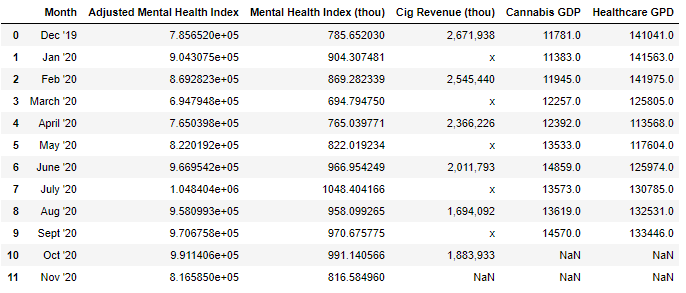 Month Adjusted Mental Health Index Mental Health Index (thou) Cig Revenue (thou) Cannabis GDP Healthcare GPD
0 Dec '19 7.856520e+05 785.652030 2,671,938 11781.0 141041.0
1 Jan '20 9.043075e+05 904.307481 x 11383.0 141563.0
2 Feb '20 8.692823e+05 869.282339 2,545,440 11945.0 141975.0
3 March '20 6.947948e+05 694.794750 x 12257.0 125805.0
4 April '20 7.650398e+05 765.039771 2,366,226 12392.0 113568.0
5 May '20 8.220192e+05 822.019234 x 13533.0 117604.0
6 June '20 9.669542e+05 966.954249 2,011,793 14859.0 125974.0
7 July '20 1.048404e+06 1048.404166 x 13573.0 130785.0
8 Aug '20 9.580993e+05 958.099265 1,694,092 13619.0 132531.0
9 Sept '20 9.706758e+05 970.675775 x 14570.0 133446.0
10 Oct '20 9.911406e+05 991.140566 1,883,933 NaN NaN
11 Nov '20 8.165850e+05 816.584960 NaN NaN NaN